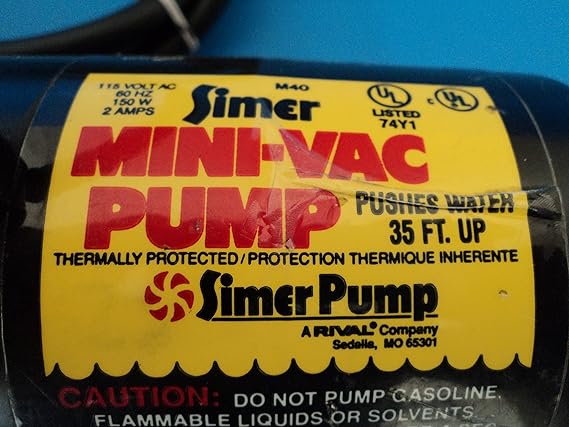 115 VOLT AC
60 HZ
150 W
2 AMPS
M40
Simer
UL
LISTED
74Y1
c UL
MINI-VAC
PUMP
PUSHES WATER
35 FT. UP
THERMALLY PROTECTED/PROTECTION THERMIQUE INHERENTE
Simer Pump
A RIVAL® Company
Sedalia, MO 65301
CAUTION: DO NOT PUMP GASOLINE,
FLAMMABLE LIQUIDS OR SOLVENTS